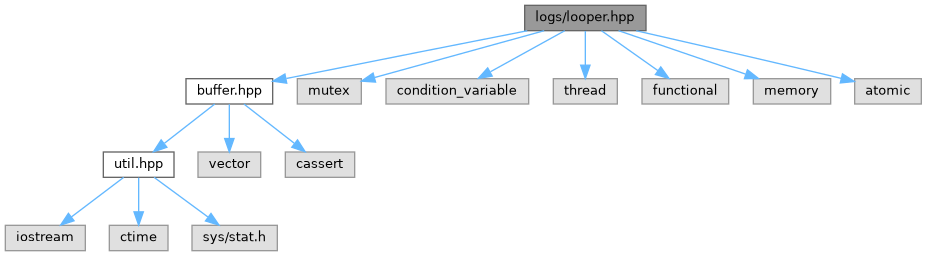 logs/looper.hpp
buffer.hpp
mutex
condition_variable
thread
functional
memory
atomic
util.hpp
vector
cassert
iostream
ctime
sys/stat.h